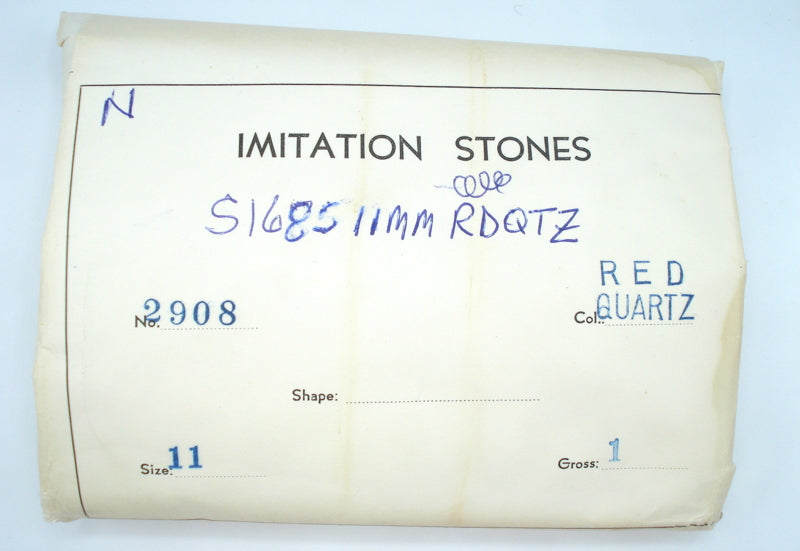 N
IMITATION STONES
S1685 11MM RDQTZ
RED
No. 2908
Col.: QUARTZ
Shape:
Size: 11
Gross: 1